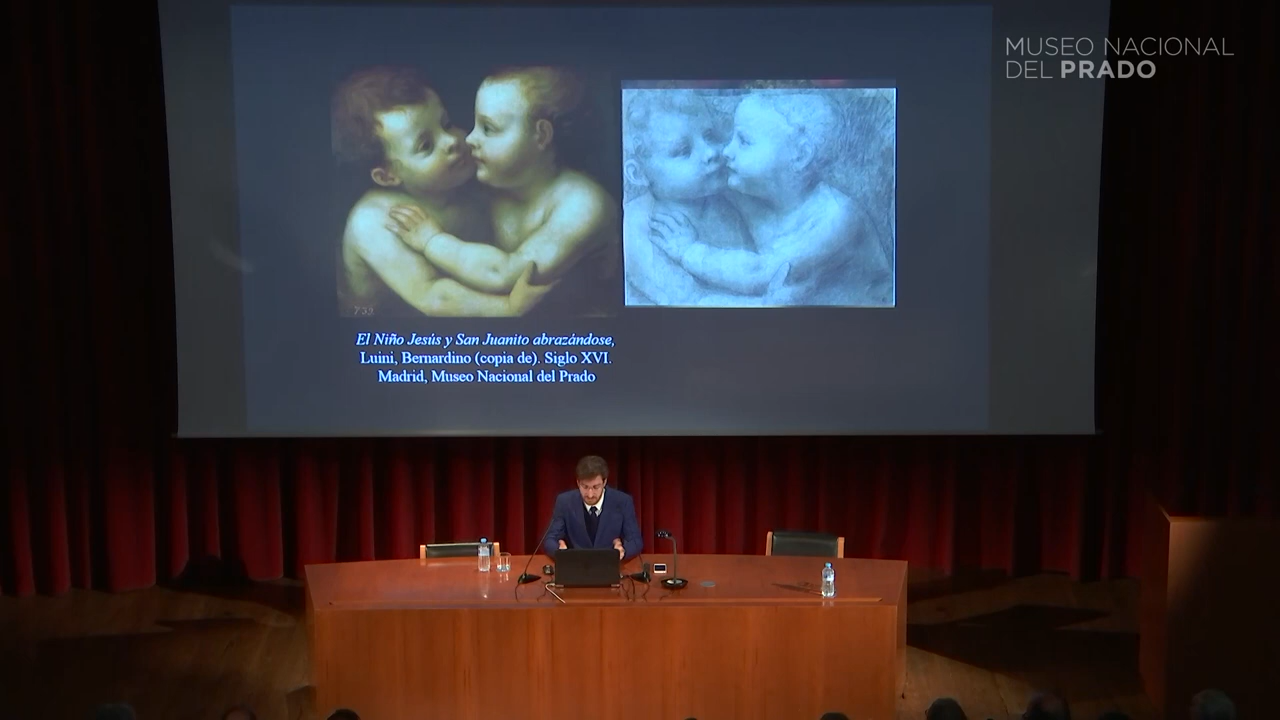 MUSEO NACIONAL
DEL PRADO
El Niño Jesús y San Juanito abrazándose,
Luini, Bernardino (copia de). Siglo XVI.
Madrid, Museo Nacional del Prado